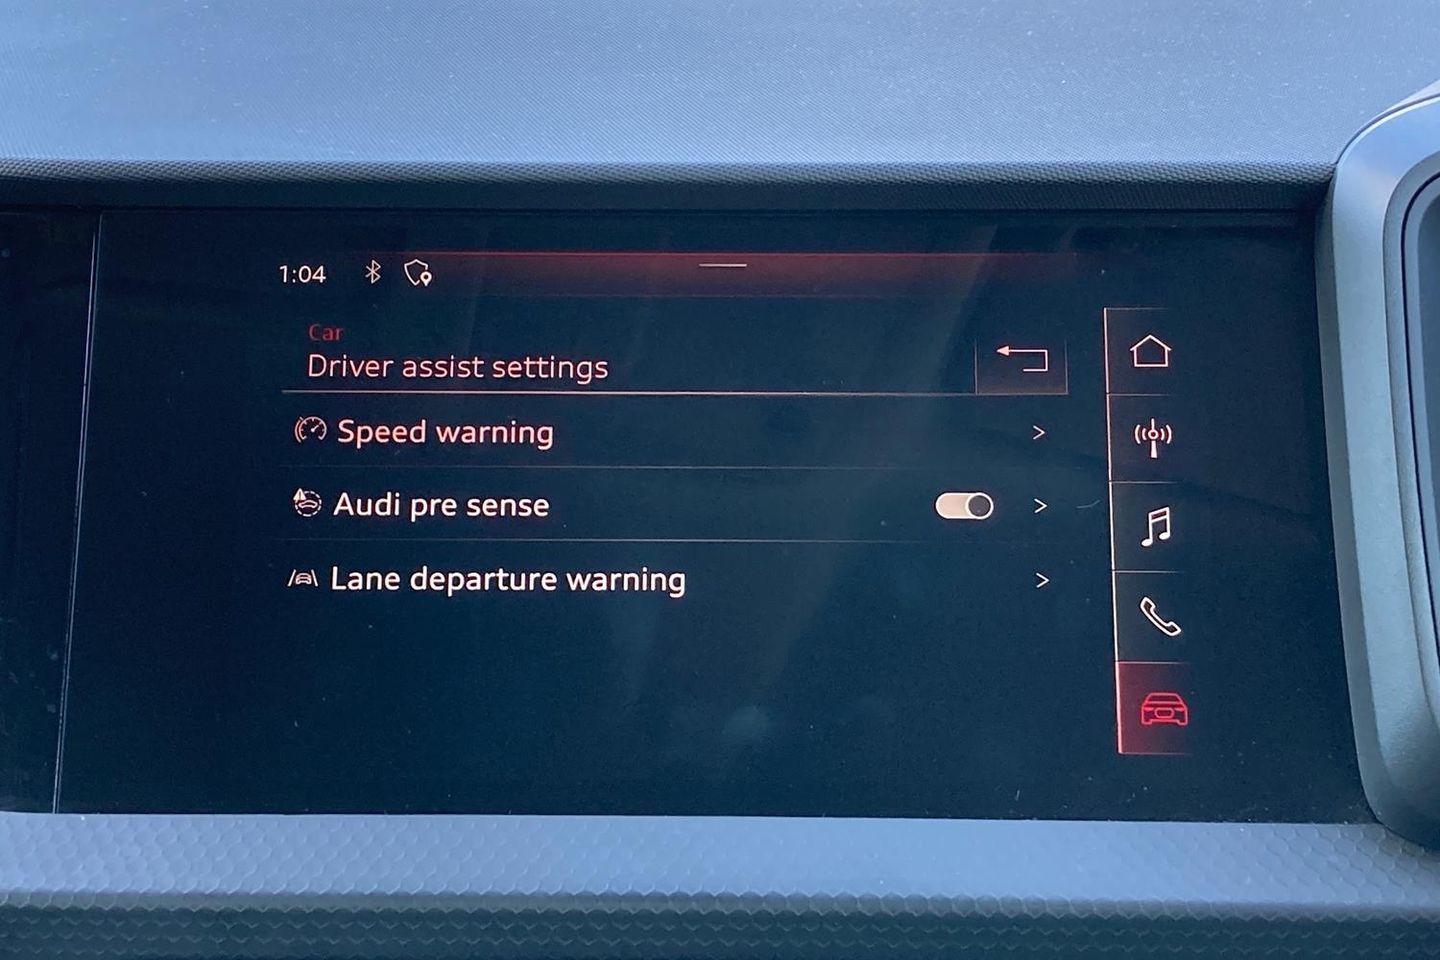 1:04
Car
Driver assist settings
Speed warning
Audi pre sense
Lane departure warning